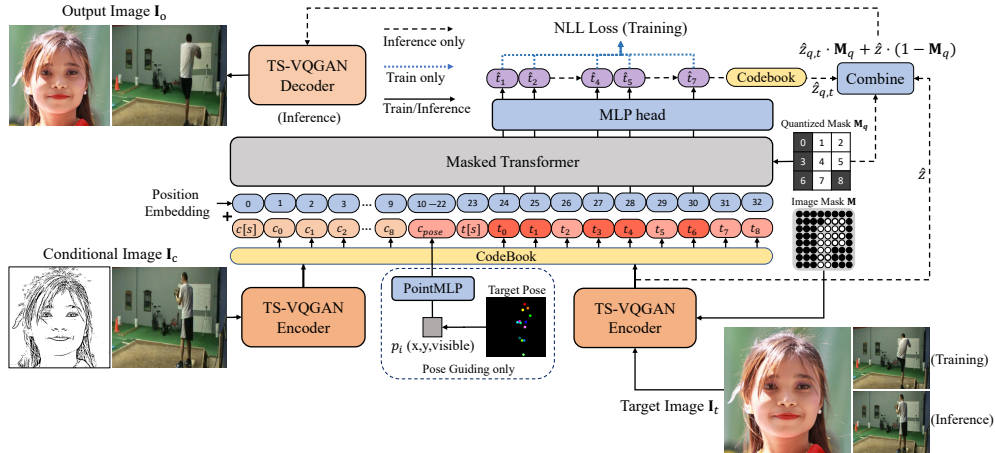 Output Image I_o
TS-VQGAN
Decoder
(Inference)
Inference only
Train only
Train/Inference
NLL Loss (Training)
t̂_1 t̂_2 t̂_4 t̂_5 t̂_7
Codebook
ẑ_{q,t}
ẑ_{q,t} · M_q + ẑ · (1 − M_q)
Combine
MLP head
Masked Transformer
Quantized Mask M_q
0 1 2
3 4 5
6 7 8
ẑ
Image Mask M
Position
Embedding
0 1 2 3 ... 9 10 —22 23 24 25 26 27 28 29 30 31 32
+
c[s] c_0 c_1 c_2 ... c_8 c_pose t[s] t_0 t_1 t_2 t_3 t_4 t_5 t_6 t_7 t_8
CodeBook
Conditional Image I_c
TS-VQGAN
Encoder
PointMLP
Target Pose
p_i (x,y,visible)
Pose Guiding only
TS-VQGAN
Encoder
Target Image I_t
(Training)
(Inference)